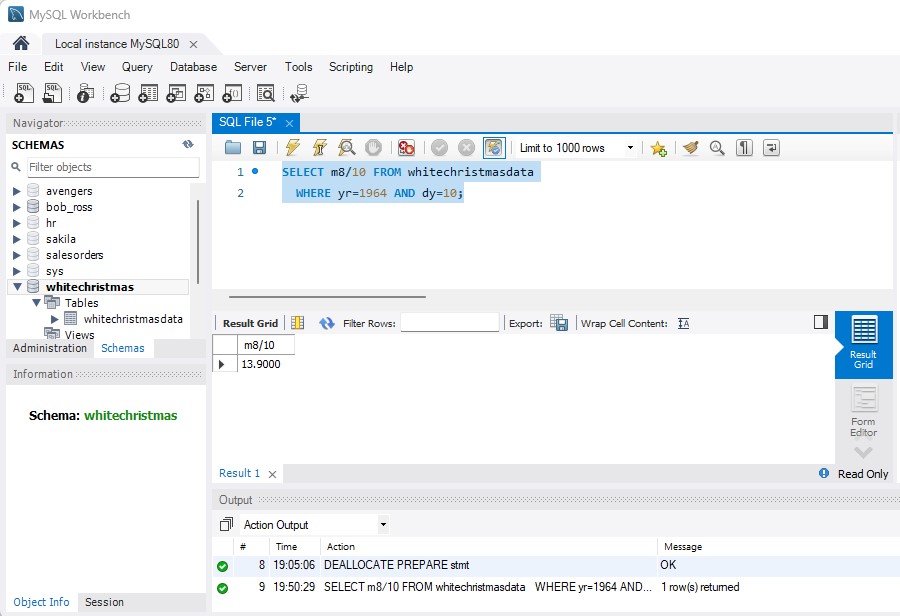 MySQL Workbench
Local instance MySQL80
File Edit View Query Database Server Tools Scripting Help
Navigator
SCHEMAS
Filter objects
avengers
bob_ross
hr
sakila
salesorders
sys
whitechristmas
Tables
whitechristmasdata
Views
Administration Schemas
Information
Schema: whitechristmas
Object Info Session
SQL File 5*
Limit to 1000 rows
1 SELECT m8/10 FROM whitechristmasdata
2 WHERE yr=1964 AND dy=10;
Result Grid Filter Rows: Export: Wrap Cell Content:
m8/10
13.9000
Result Grid
Form Editor
Result 1 Read Only
Output
Action Output
# Time Action Message
8 19:05:06 DEALLOCATE PREPARE stmt OK
9 19:50:29 SELECT m8/10 FROM whitechristmasdata WHERE yr=1964 AND... 1 row(s) returned